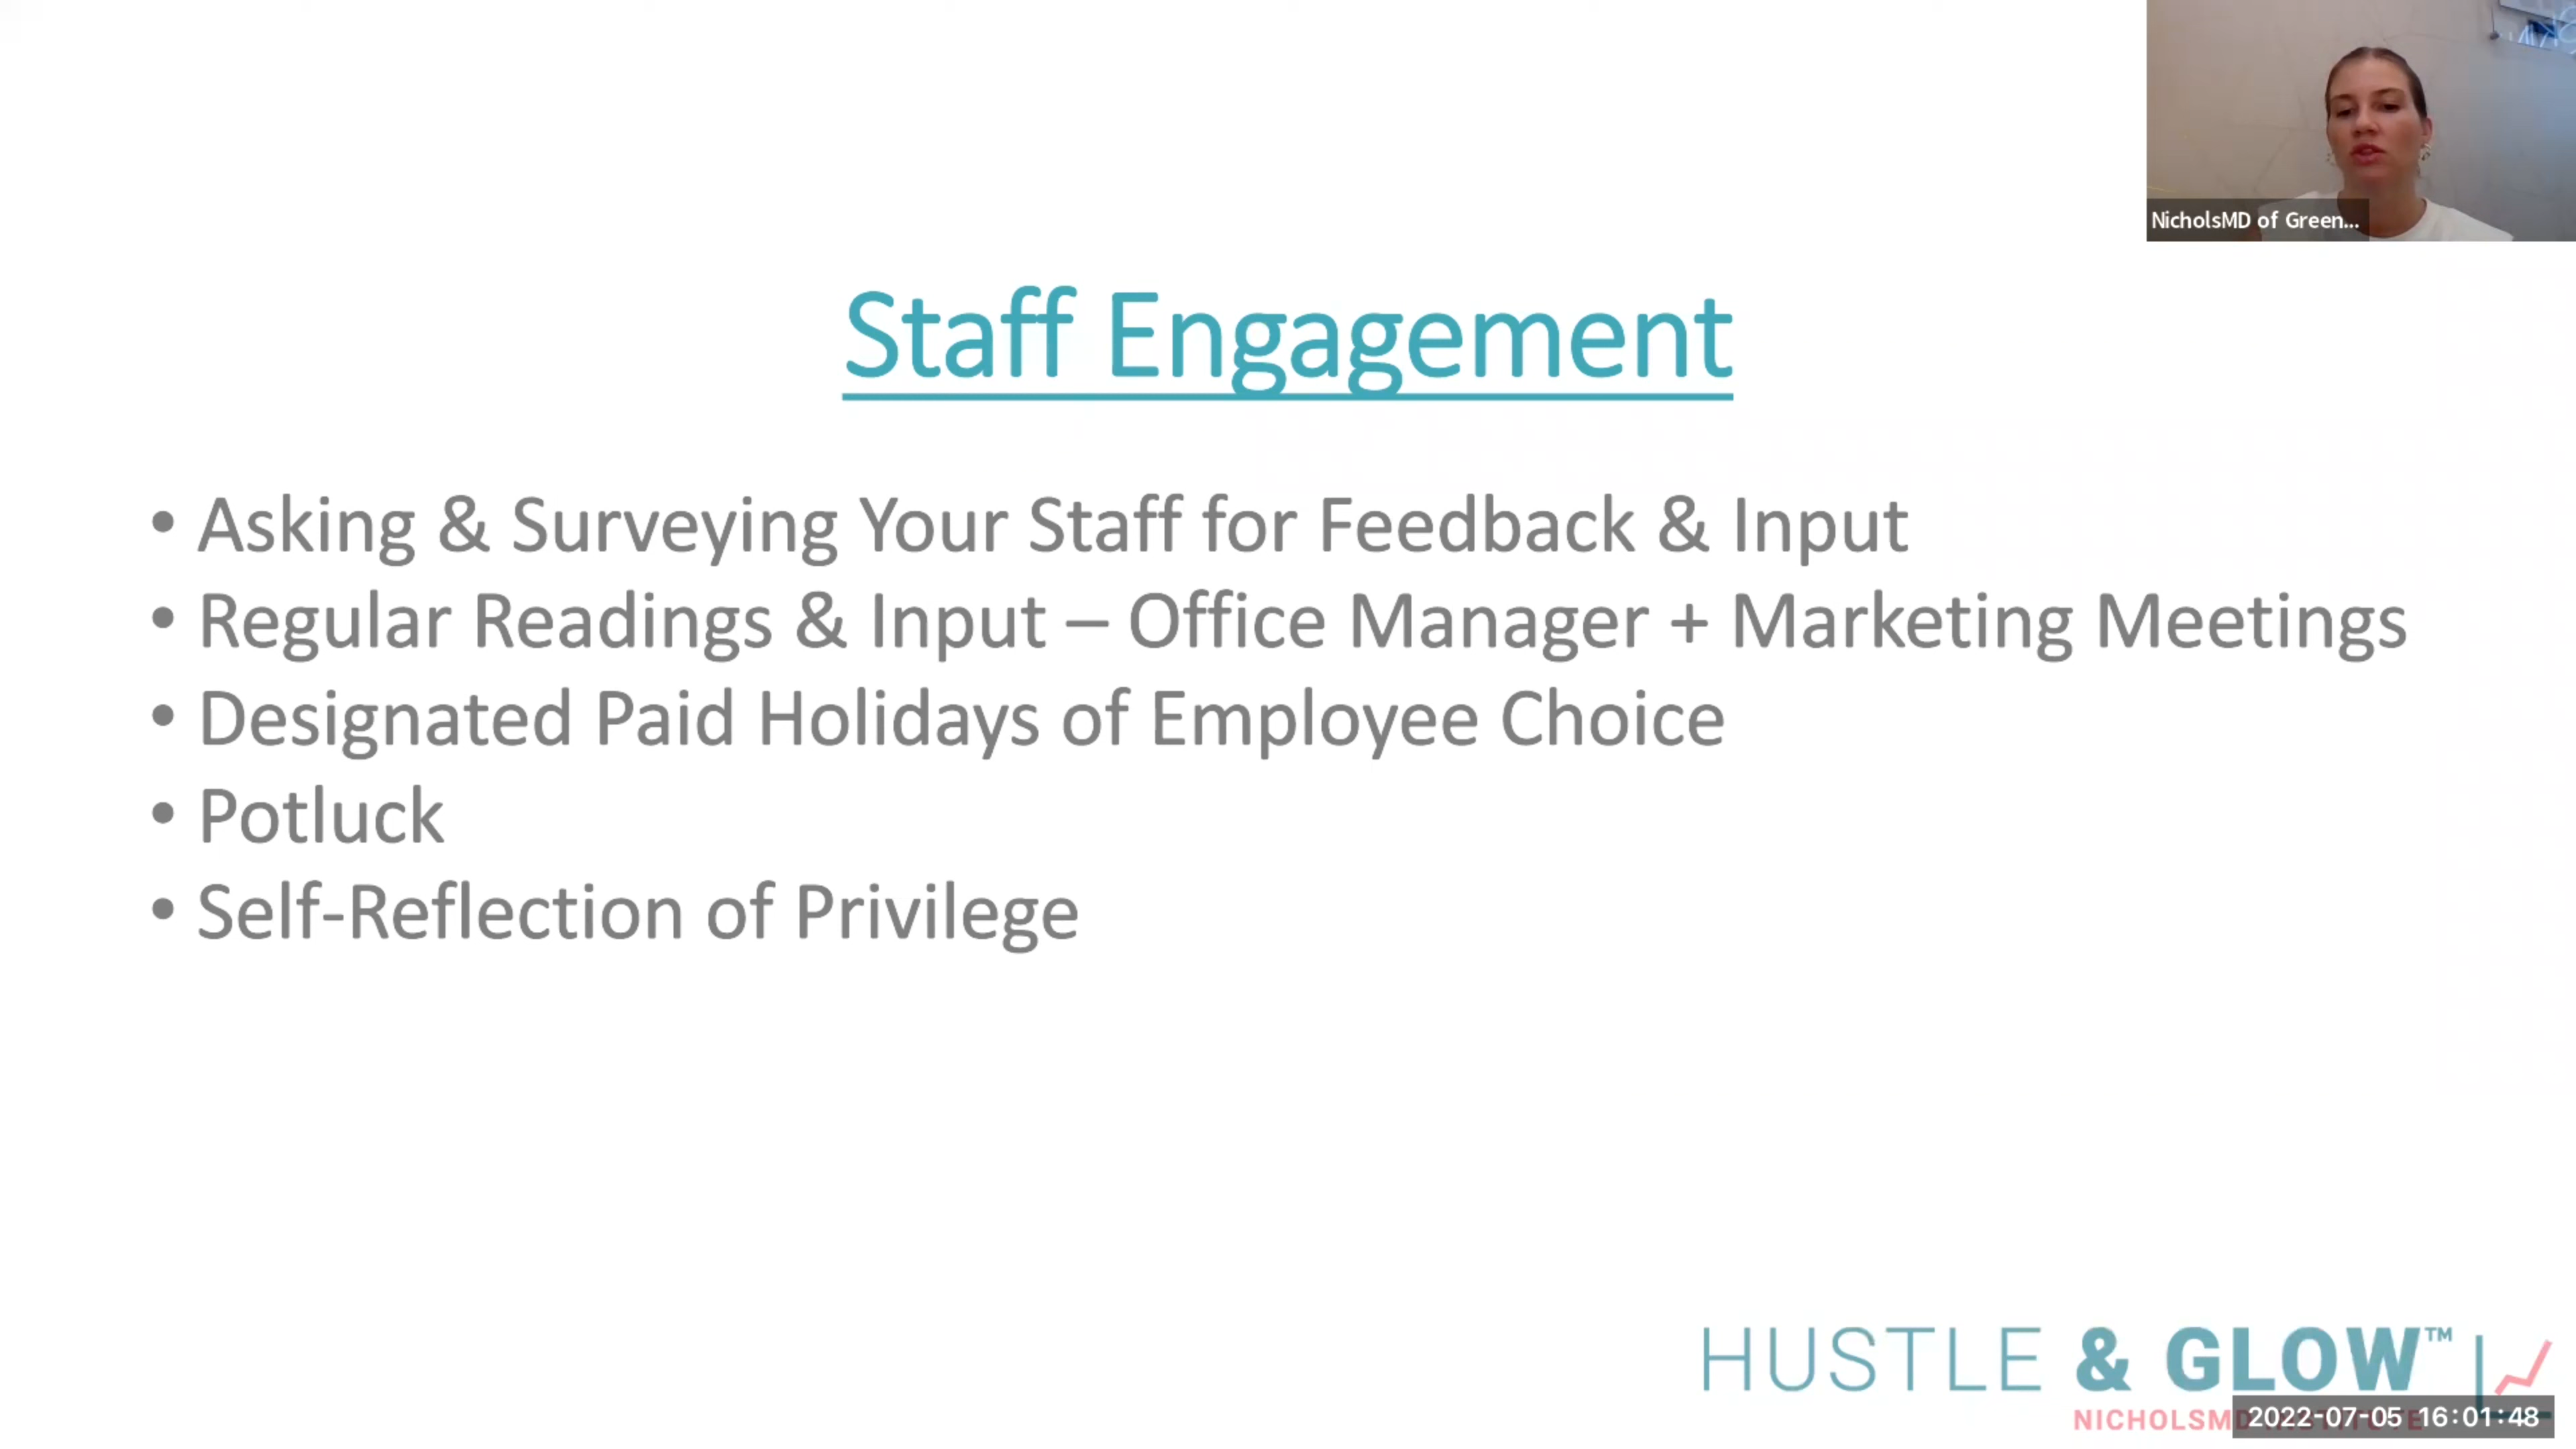 NicholsMD of Green...
Staff Engagement
• Asking & Surveying Your Staff for Feedback & Input
• Regular Readings & Input – Office Manager + Marketing Meetings
• Designated Paid Holidays of Employee Choice
• Potluck
• Self-Reflection of Privilege
HUSTLE & GLOW™
NICHOLSM
2022-07-05 16:01:48